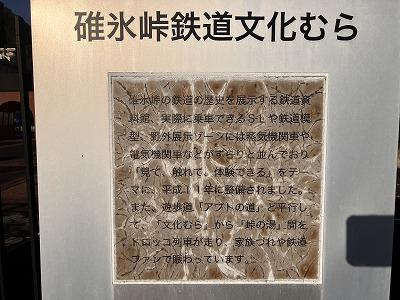 碓氷峠鉄道文化むら
碓氷峠の鉄道の歴史を展示する鉄道資
料館、実際に乗車できるSLや鉄道模
型、野外展示ゾーンには蒸気機関車や
電気機関車などがずらりと並んでおり
「見て、触れて、体験できる」をテー
マに、平成11年に整備されました。
また、遊歩道「アプトの道」と平行し
て、「文化むら」から「峠の湯」間を
トロッコ列車が走り、家族づれや鉄道
ファンで賑わっています。